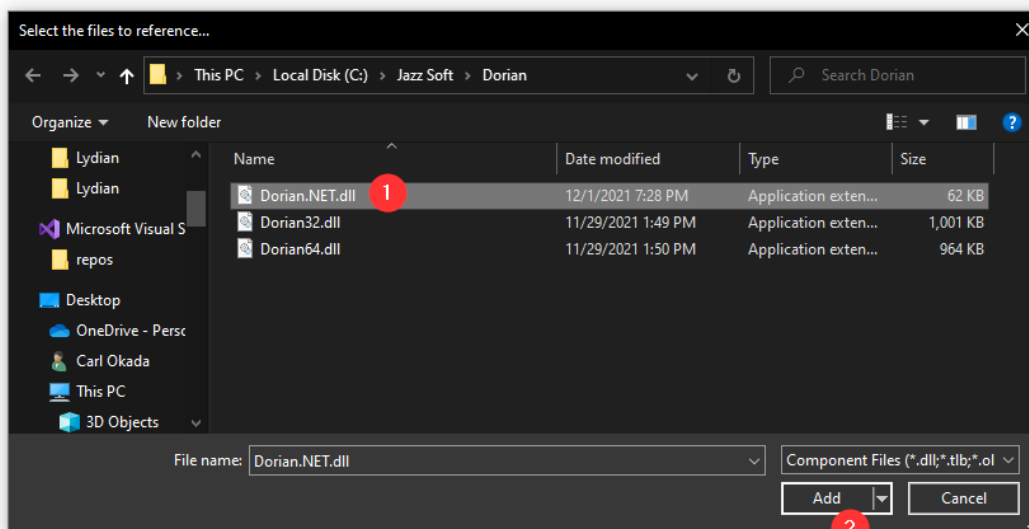 Select the files to reference...
This PC > Local Disk (C:) > Jazz Soft > Dorian
Search Dorian
Organize New folder
Name Date modified Type Size
Lydian
Lydian
Microsoft Visual S
repos
Desktop
OneDrive - Perso
Carl Okada
This PC
3D Objects
Dorian.NET.dll 1 12/1/2021 7:28 PM Application exten... 62 KB
Dorian32.dll 11/29/2021 1:49 PM Application exten... 1,001 KB
Dorian64.dll 11/29/2021 1:50 PM Application exten... 964 KB
File name: Dorian.NET.dll
Component Files (*.dll;*.tlb;*.ol
Add Cancel
2